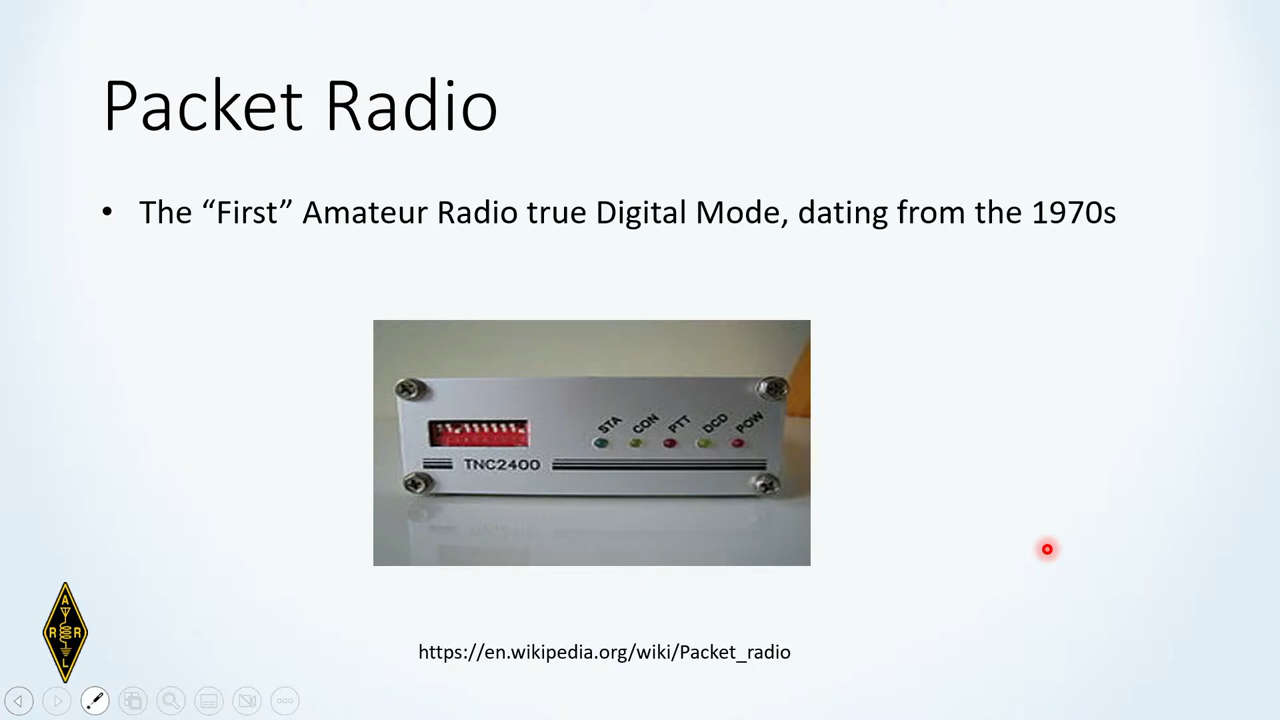 Packet Radio
• The “First” Amateur Radio true Digital Mode, dating from the 1970s
STA CON PTT DCD POW
TNC2400
A
R R
L
https://en.wikipedia.org/wiki/Packet_radio